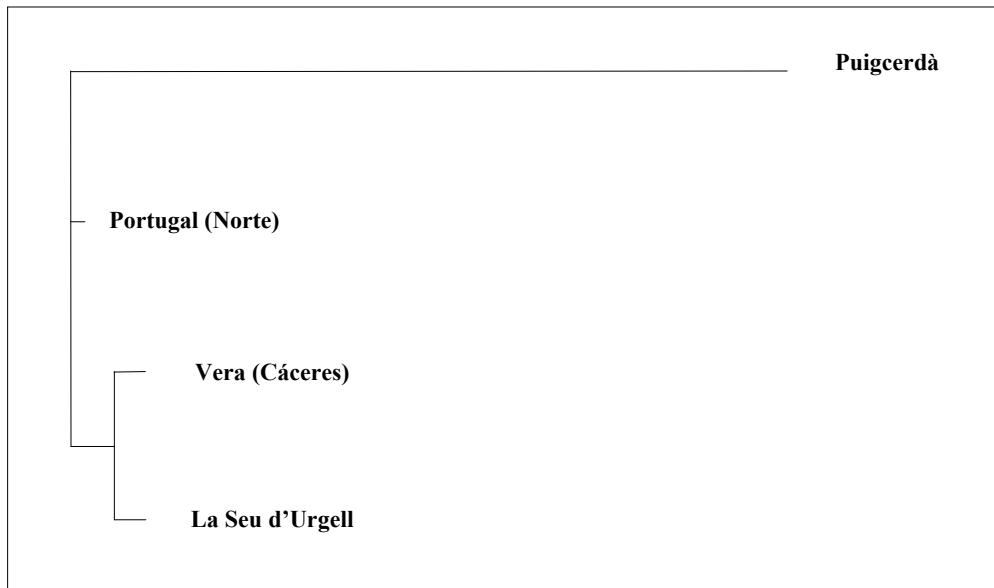 Puigcerdà
Portugal (Norte)
Vera (Cáceres)
La Seu d’Urgell